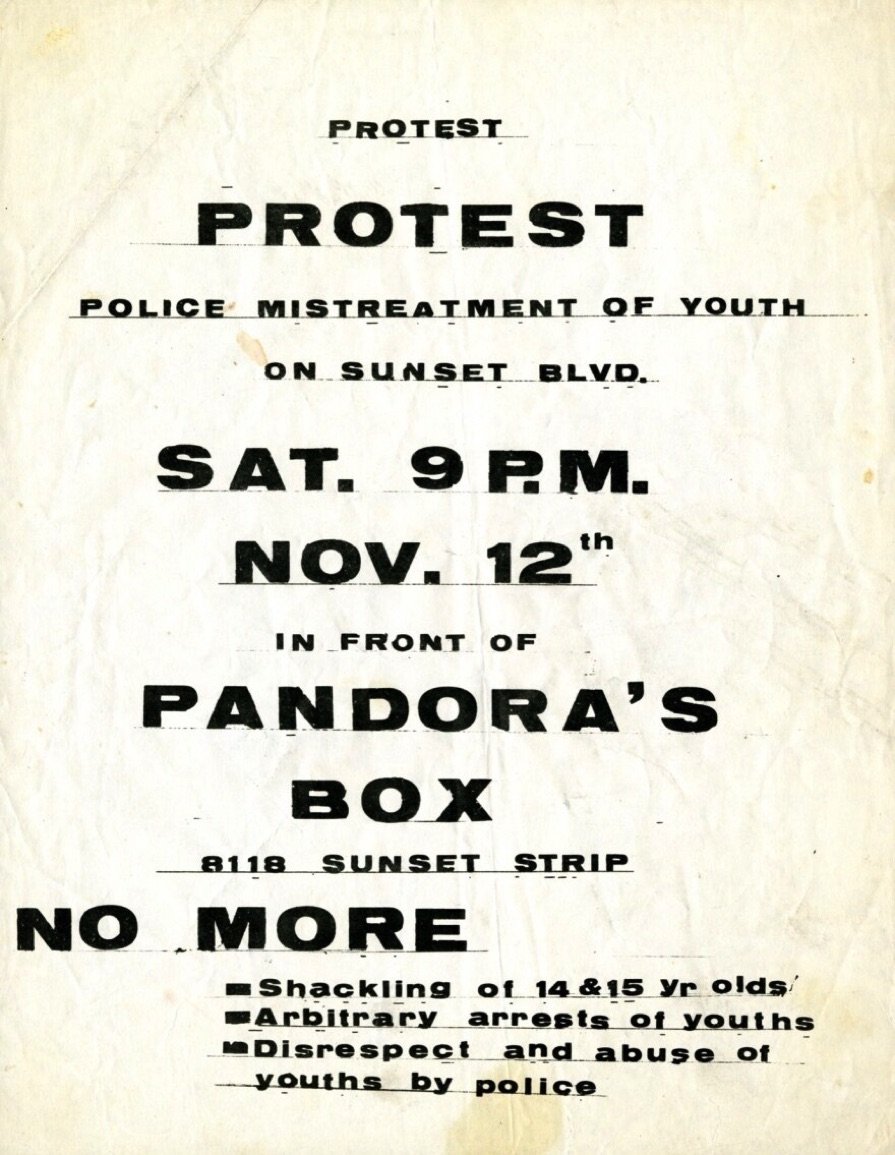 PROTEST
PROTEST
POLICE MISTREATMENT OF YOUTH
ON SUNSET BLVD.
SAT. 9 P.M.
NOV. 12th
IN FRONT OF
PANDORA'S
BOX
8118 SUNSET STRIP
NO MORE
Shackling of 14 & 15 yr olds
Arbitrary arrests of youths
Disrespect and abuse of
youths by police